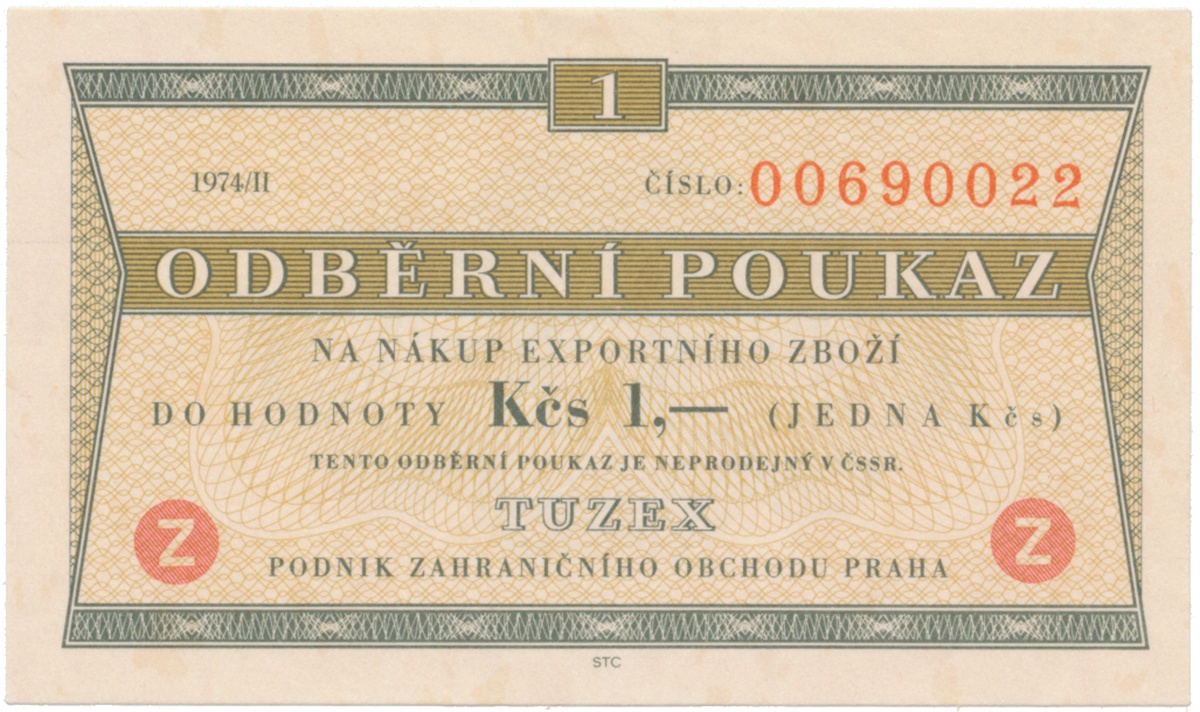 1
1974/II ČÍSLO: 00690022
ODBĚRNÍ POUKAZ
NA NÁKUP EXPORTNÍHO ZBOŽÍ
DO HODNOTY Kčs 1,— (JEDNA Kčs)
TENTO ODBĚRNÍ POUKAZ JE NEPRODEJNÝ V ČSSR.
TUZEX
Z Z
PODNIK ZAHRANIČNÍHO OBCHODU PRAHA
STC